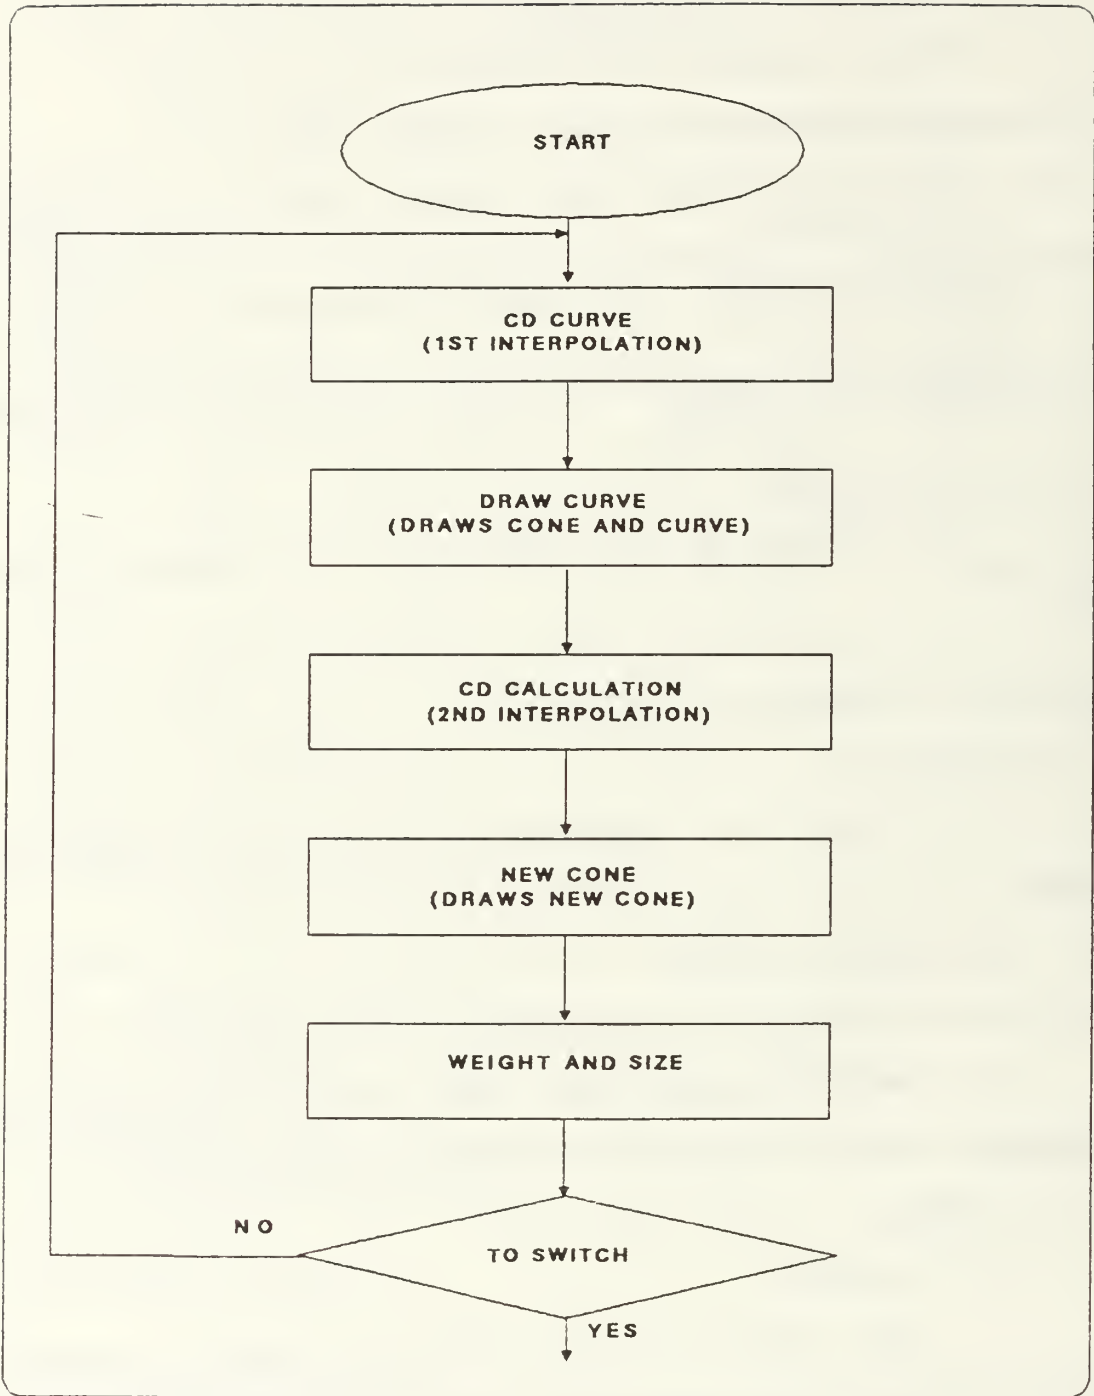 START
CD CURVE
(1ST INTERPOLATION)
DRAW CURVE
(DRAWS CONE AND CURVE)
CD CALCULATION
(2ND INTERPOLATION)
NEW CONE
(DRAWS NEW CONE)
WEIGHT AND SIZE
NO
TO SWITCH
YES